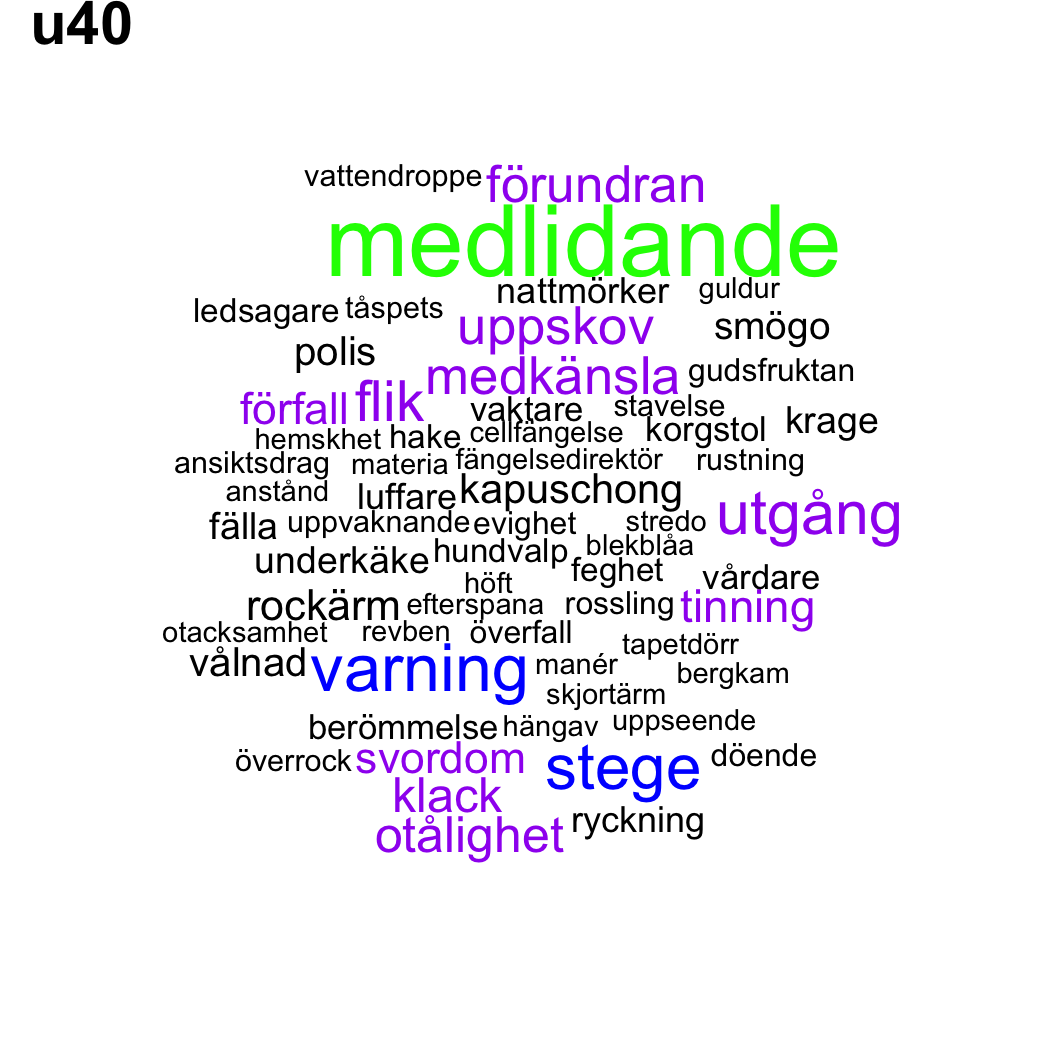 u40
vattendroppe förundran
medlidande
nattmörker guldur
ledsagare tåspets uppskov smögo
polis medkänsla gudsfruktan
förfall flik vaktare stavelse krage
hemskhet hake cellfängelse korgstol
ansiktsdrag materia fängelsedirektör rustning
anstånd luffare kapuschong utgång
fälla uppvaknande evighet stredo
underkäke hundvalp blekblåa
höft feghet vårdare
rockärm efterspana rossling tinning
otacksamhet revben överfall tapetdörr
vålnad varning manér bergkam
skjortärm
berömmelse hängav uppseende
överrock svordom stege döende
klack
otålighet ryckning